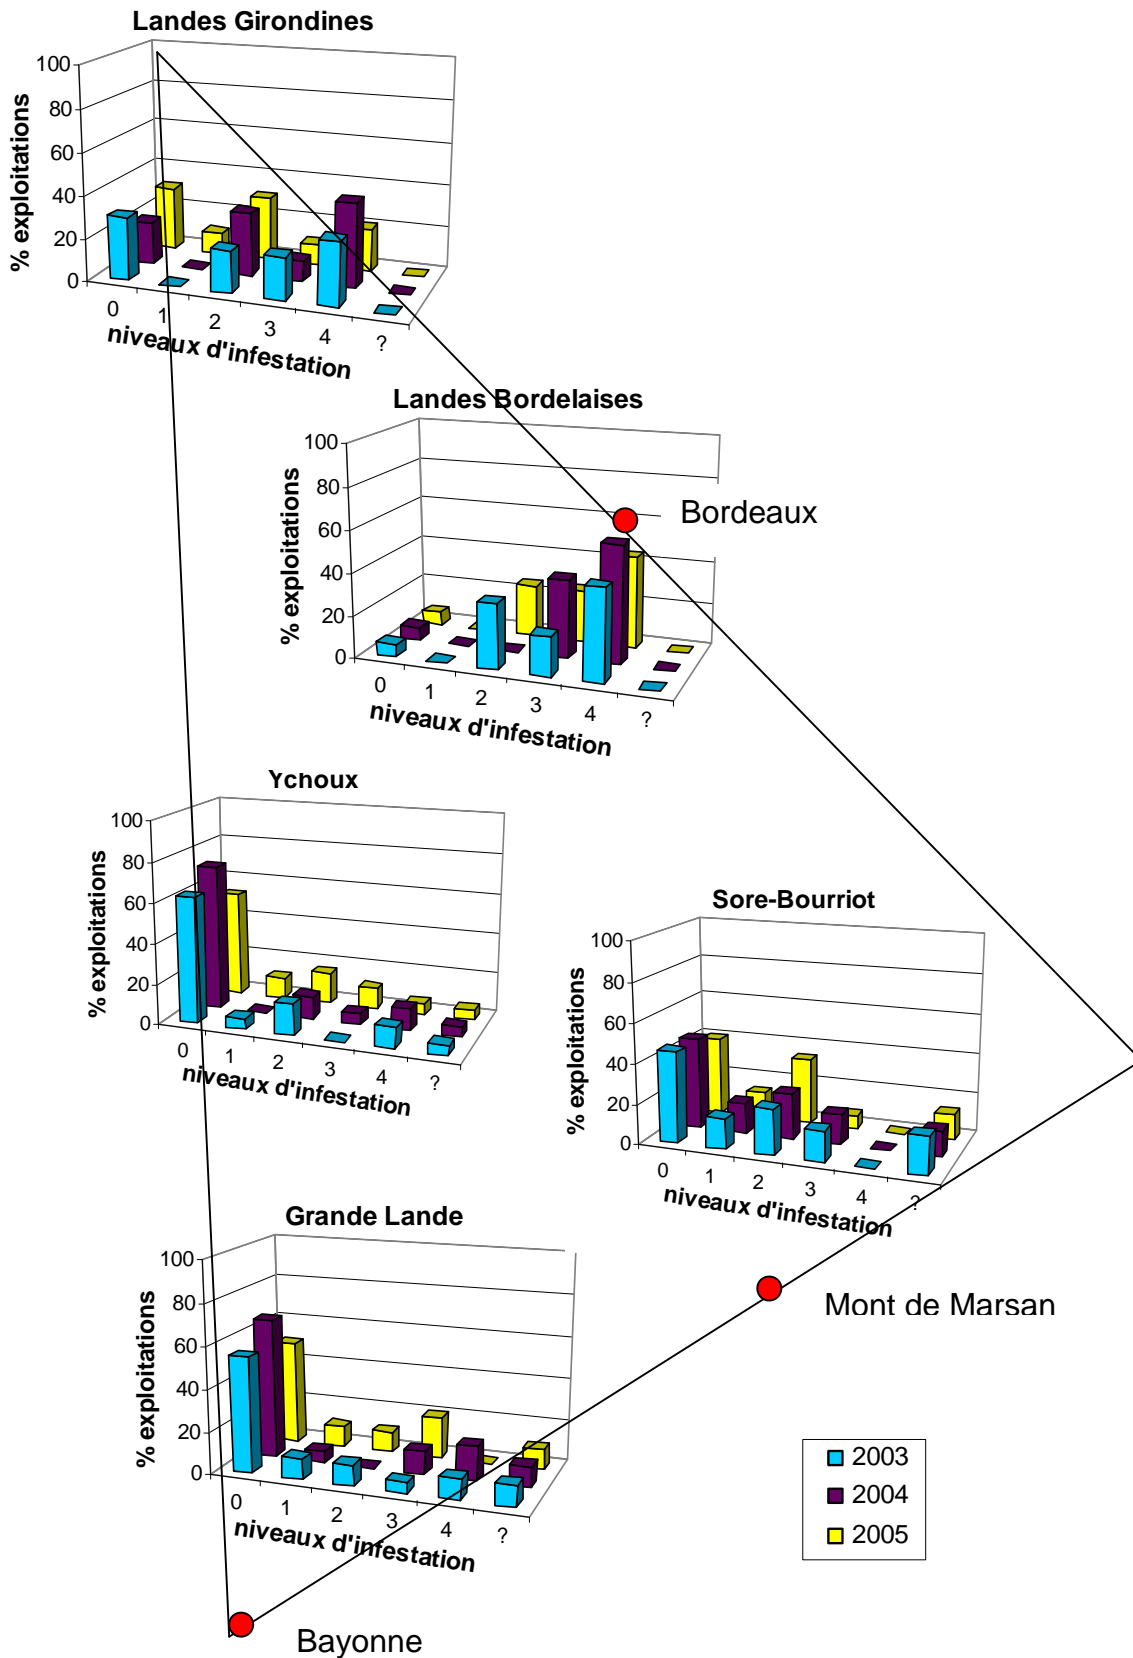 Landes Girondines
% exploitations
100
80
60
40
20
0
0 1 2 3 4 ?
niveaux d'infestation
Landes Bordelaises
% exploitations
100
80
60
40
20
0
0 1 2 3 4 ?
niveaux d'infestation
Bordeaux
Ychoux
% exploitations
100
80
60
40
20
0
0 1 2 3 4 ?
niveaux d'infestation
Sore-Bourriot
% exploitations
100
80
60
40
20
0
0 1 2 3 4 ?
niveaux d'infestation
Grande Lande
% exploitations
100
80
60
40
20
0
0 1 2 3 4 ?
niveaux d'infestation
Mont de Marsan
2003
2004
2005
Bayonne